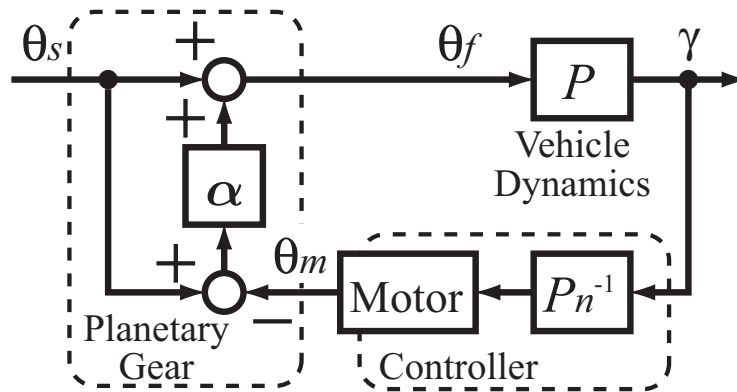 θs
+
θf
γ
P
+
Vehicle
Dynamics
α
+
θm
Motor
Pn⁻¹
−
Planetary
Gear
Controller